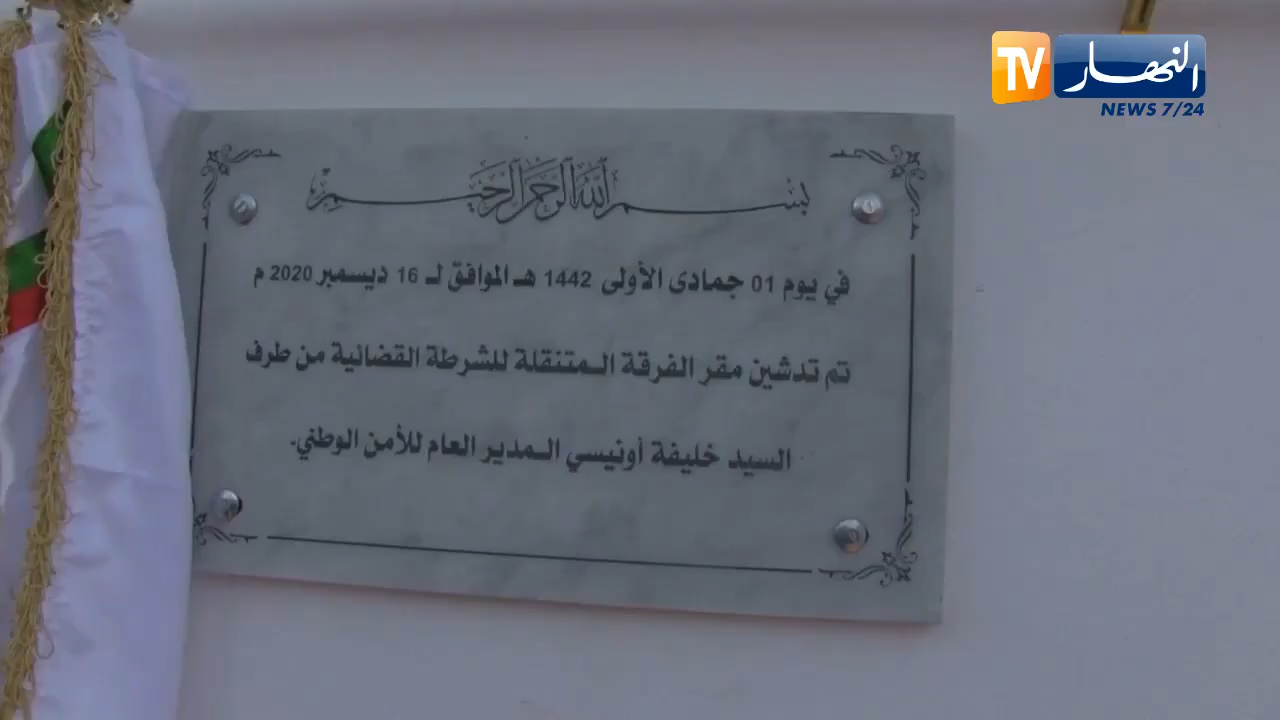 TV النهار
NEWS 7/24
بسم الله الرحمن الرحيم
في يوم 01 جمادى الأولى 1442 هـ الموافق لـ 16 ديسمبر 2020 م
تم تدشين مقر الفرقة المتنقلة للشرطة القضائية من طرف
السيد خليفة أونيسي المدير العام للأمن الوطني.